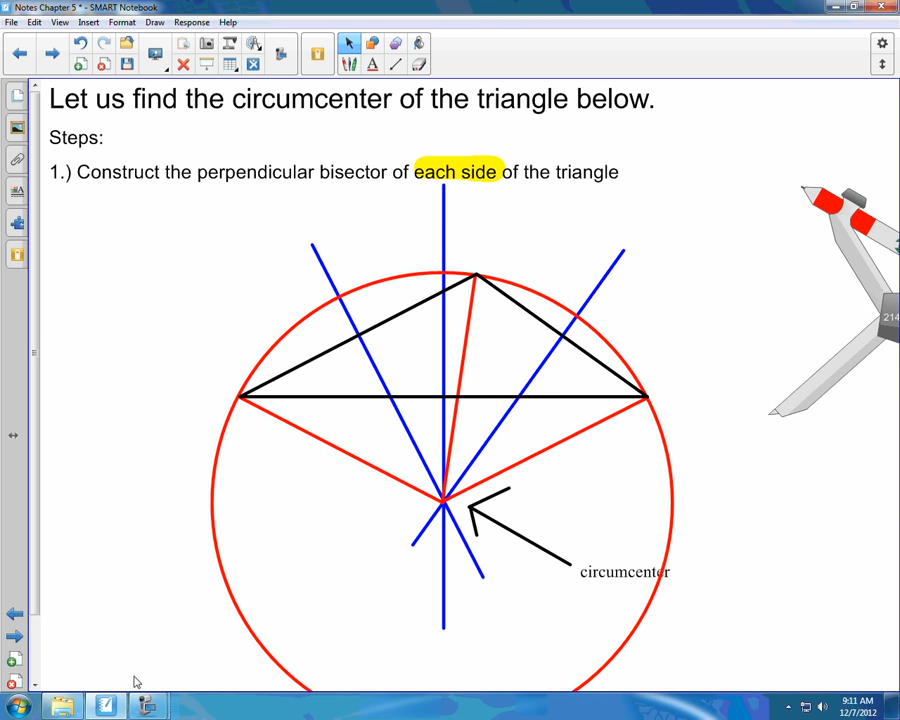 Notes Chapter 5 * - SMART Notebook
File Edit View Insert Format Draw Response Help
Let us find the circumcenter of the triangle below.
Steps:
1.) Construct the perpendicular bisector of each side of the triangle
214
circumcenter
9:11 AM
12/7/2012